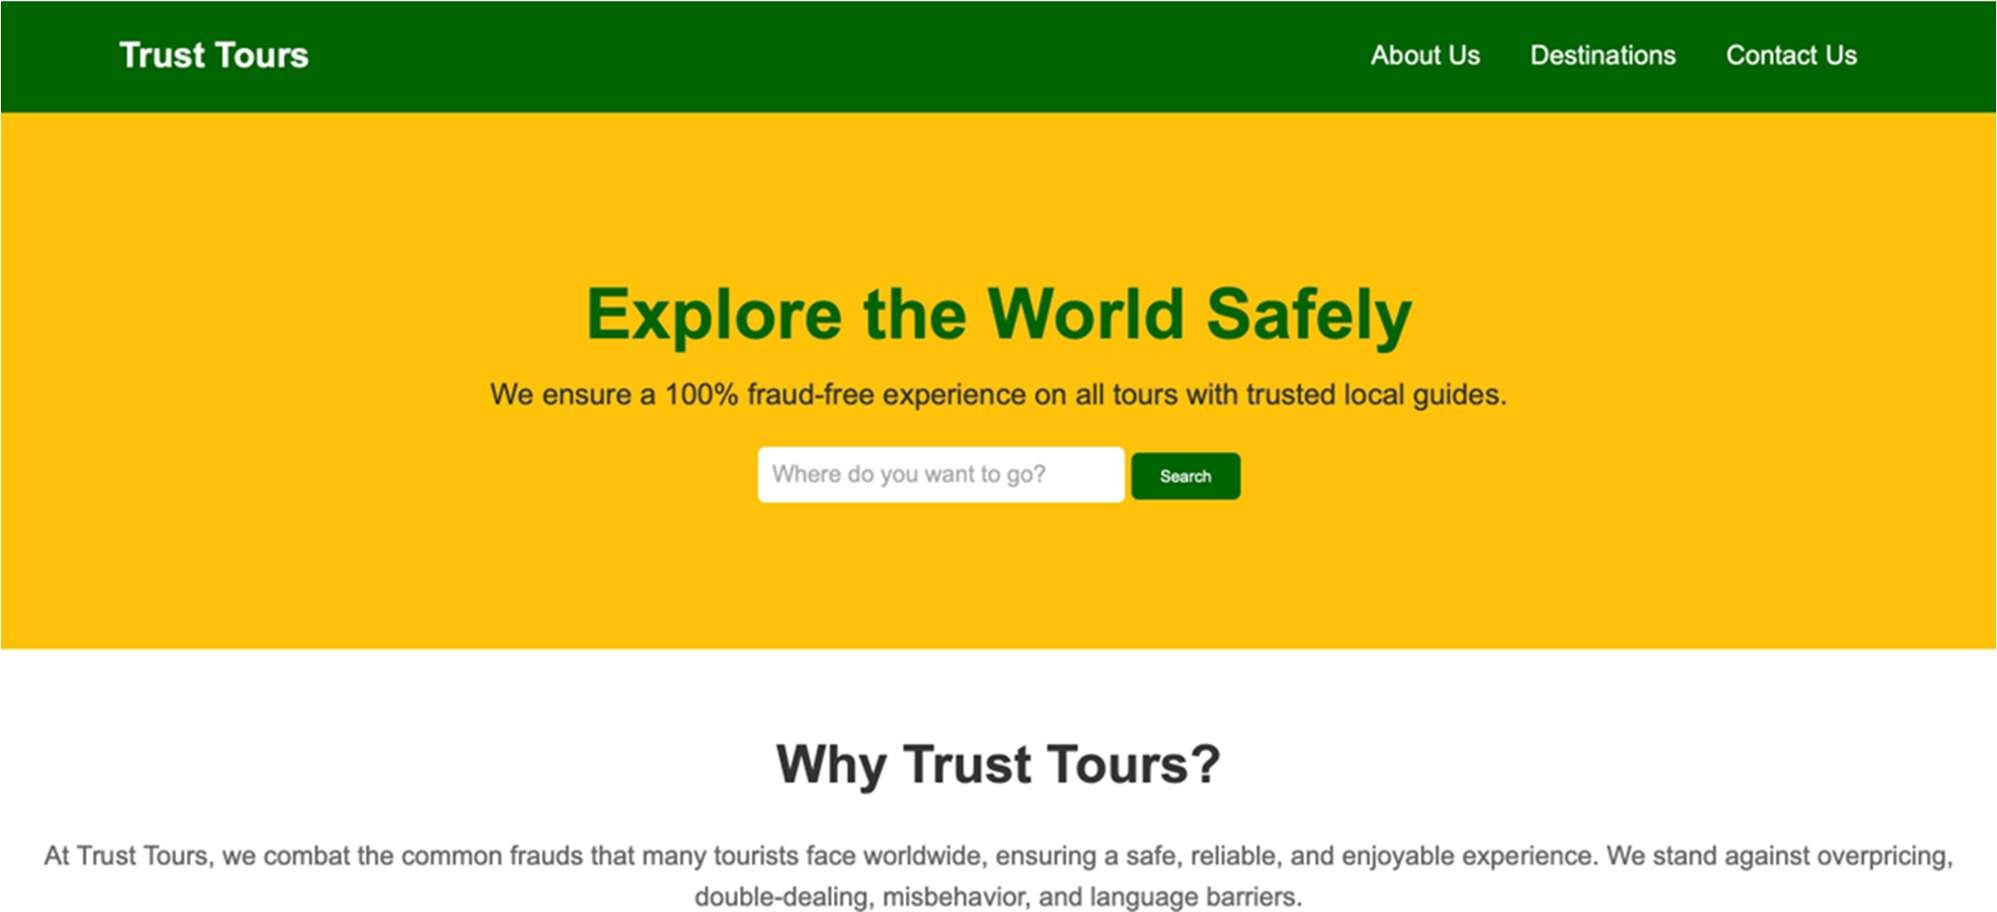 Trust Tours
About Us Destinations Contact Us
Explore the World Safely
We ensure a 100% fraud-free experience on all tours with trusted local guides.
Where do you want to go? Search
Why Trust Tours?
At Trust Tours, we combat the common frauds that many tourists face worldwide, ensuring a safe, reliable, and enjoyable experience. We stand against overpricing,
double-dealing, misbehavior, and language barriers.